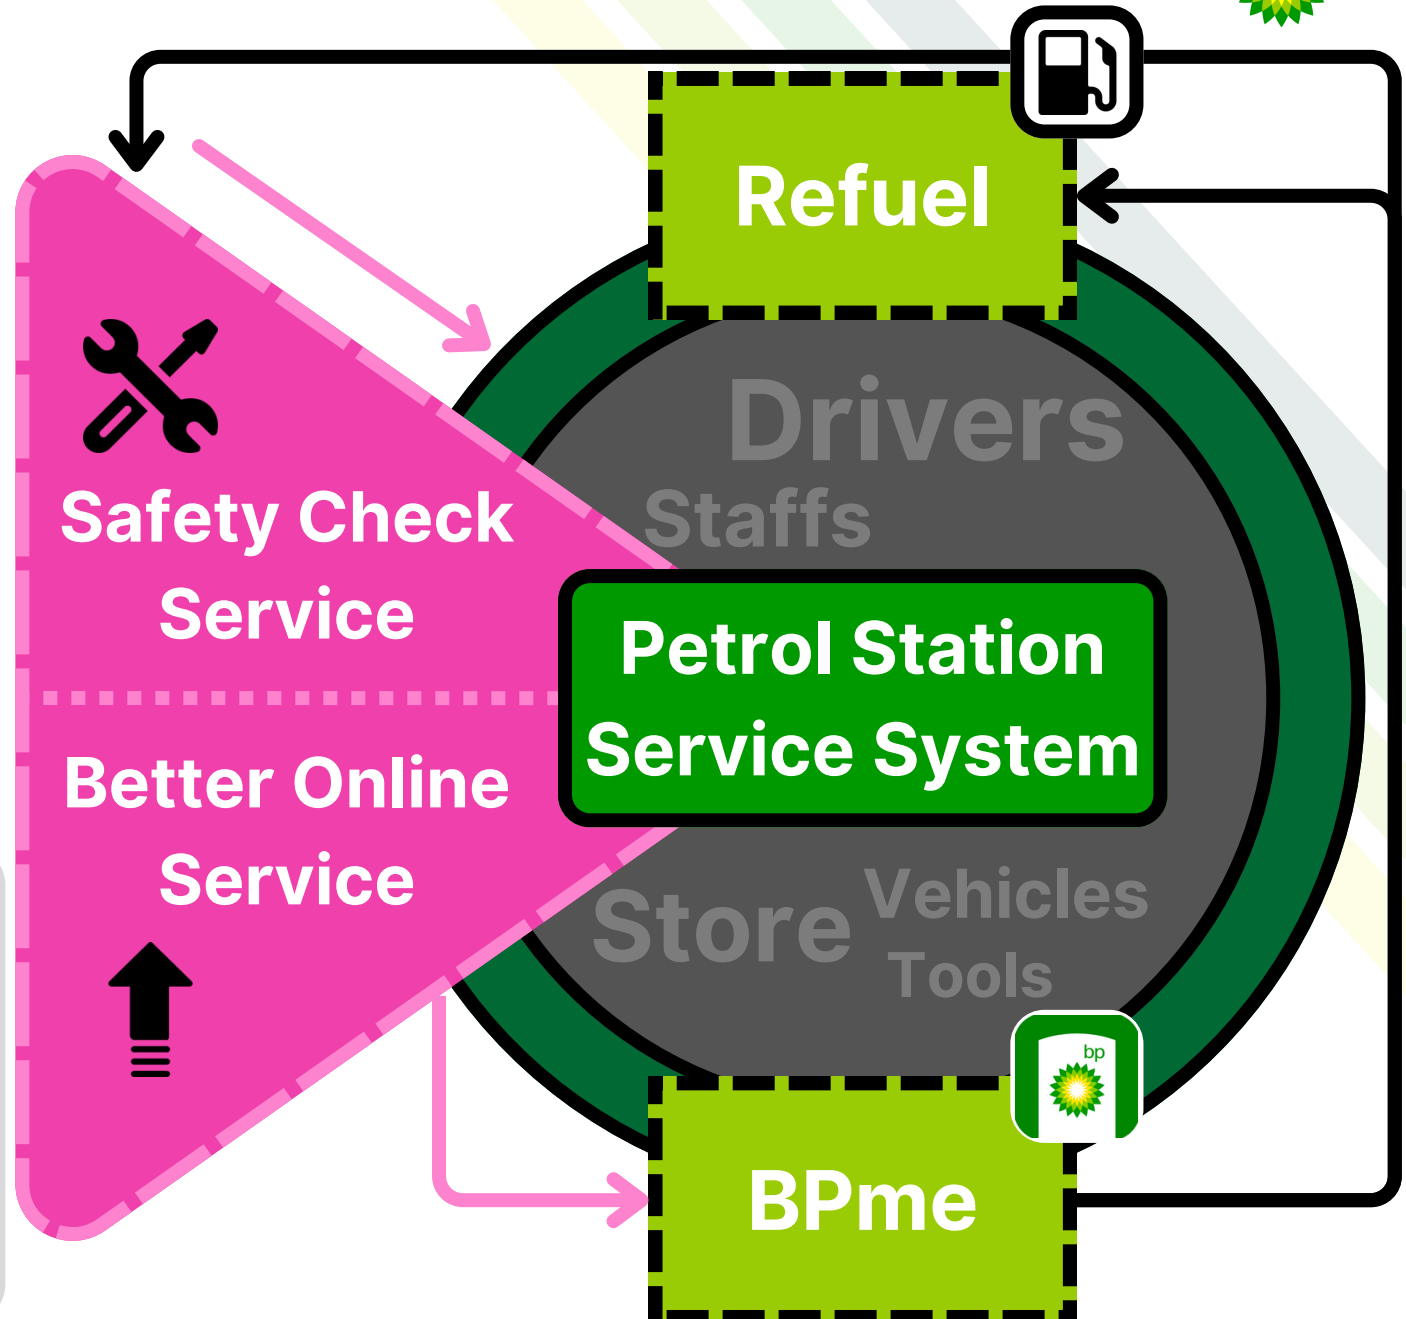 Refuel
Drivers
Staffs
Safety Check
Service
Petrol Station
Service System
Better Online
Service
Store
Vehicles
Tools
bp
BPme